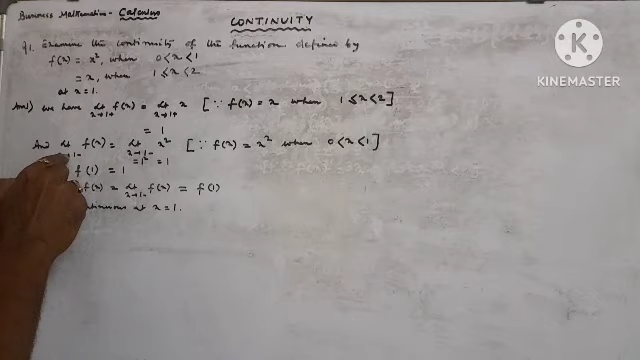 Business Mathematics - Calculus
CONTINUITY
Q1. Examine the continuity of the function defined by
f(x) = x², when 0<x<1
= x, when 1≤x<2
at x=1.
Ans) We have lt x→1+ f(x) = lt x→1+ x [∵ f(x) = x when 1≤x<2]
= 1
And lt x→1- f(x) = lt x→1- x² [∵ f(x) = x² when 0<x<1]
= 1² = 1
f(1) = 1
f(x) = lt x→1- f(x) = f(1)
at x=1.
KINEMASTER